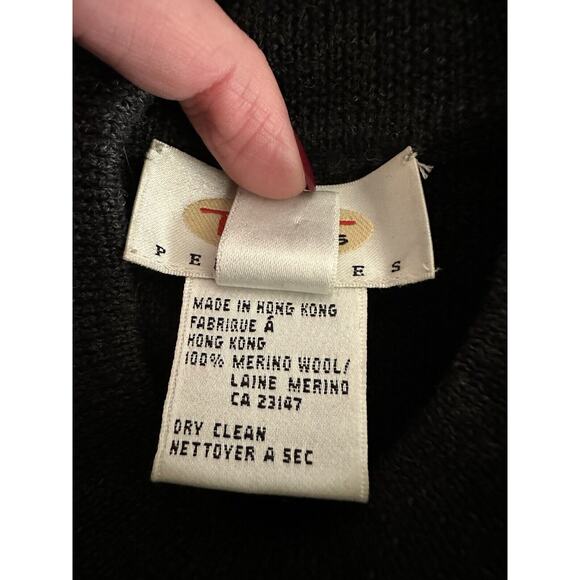 MADE IN HONG KONG
FABRIQUE Á
HONG KONG
100% MERINO WOOL/
LAINE MERINO
CA 23147
DRY CLEAN
NETTOYER A SEC